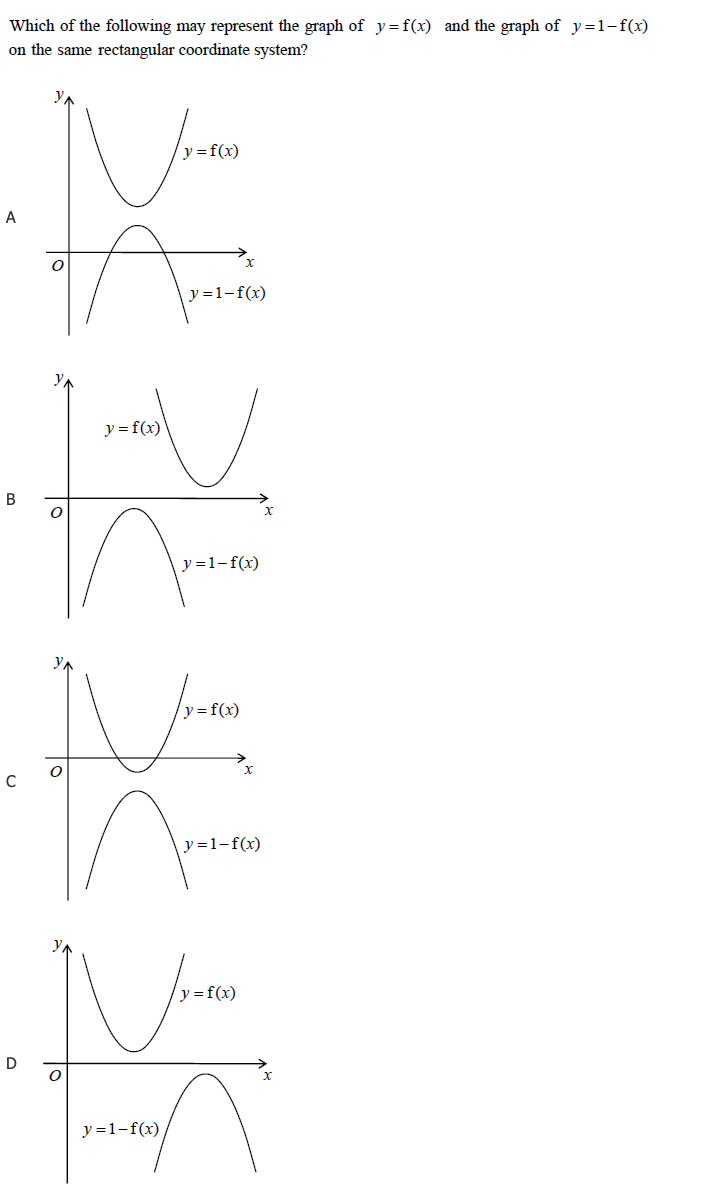 Which of the following may represent the graph of y=f(x) and the graph of y=1−f(x)
on the same rectangular coordinate system?
y
y=f(x)
A
O
x
y=1−f(x)
y
y=f(x)
B
O
x
y=1−f(x)
y
y=f(x)
O
x
C
y=1−f(x)
y
y=f(x)
D
O
x
y=1−f(x)